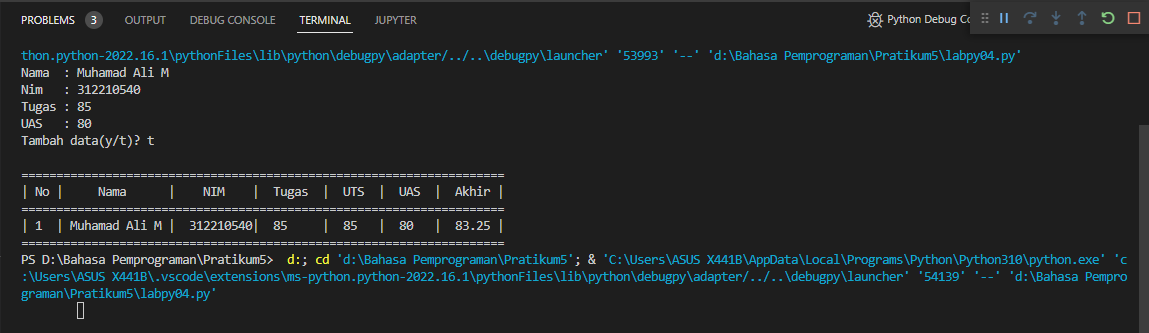 PROBLEMS 3 OUTPUT DEBUG CONSOLE TERMINAL JUPYTER Python Debug Co
thon.python-2022.16.1\pythonFiles\lib\python\debugpy\adapter/../..\debugpy\launcher' '53993' '--' 'd:\Bahasa Pemprograman\Pratikum5\labpy04.py'
Nama  : Muhamad Ali M
Nim   : 312210540
Tugas : 85
UAS   : 80
Tambah data(y/t)? t
=====================================================================
| No |     Nama      |    NIM    |  Tugas  |  UTS  |  UAS  |  Akhir |
=====================================================================
| 1  | Muhamad Ali M |  312210540|  85     |  85   |  80   |  83.25 |
=====================================================================
PS D:\Bahasa Pemprograman\Pratikum5>  d:; cd 'd:\Bahasa Pemprograman\Pratikum5'; & 'C:\Users\ASUS X441B\AppData\Local\Programs\Python\Python310\python.exe' 'c
:\Users\ASUS X441B\.vscode\extensions\ms-python.python-2022.16.1\pythonFiles\lib\python\debugpy\adapter/../..\debugpy\launcher' '54139' '--' 'd:\Bahasa Pempro
graman\Pratikum5\labpy04.py'